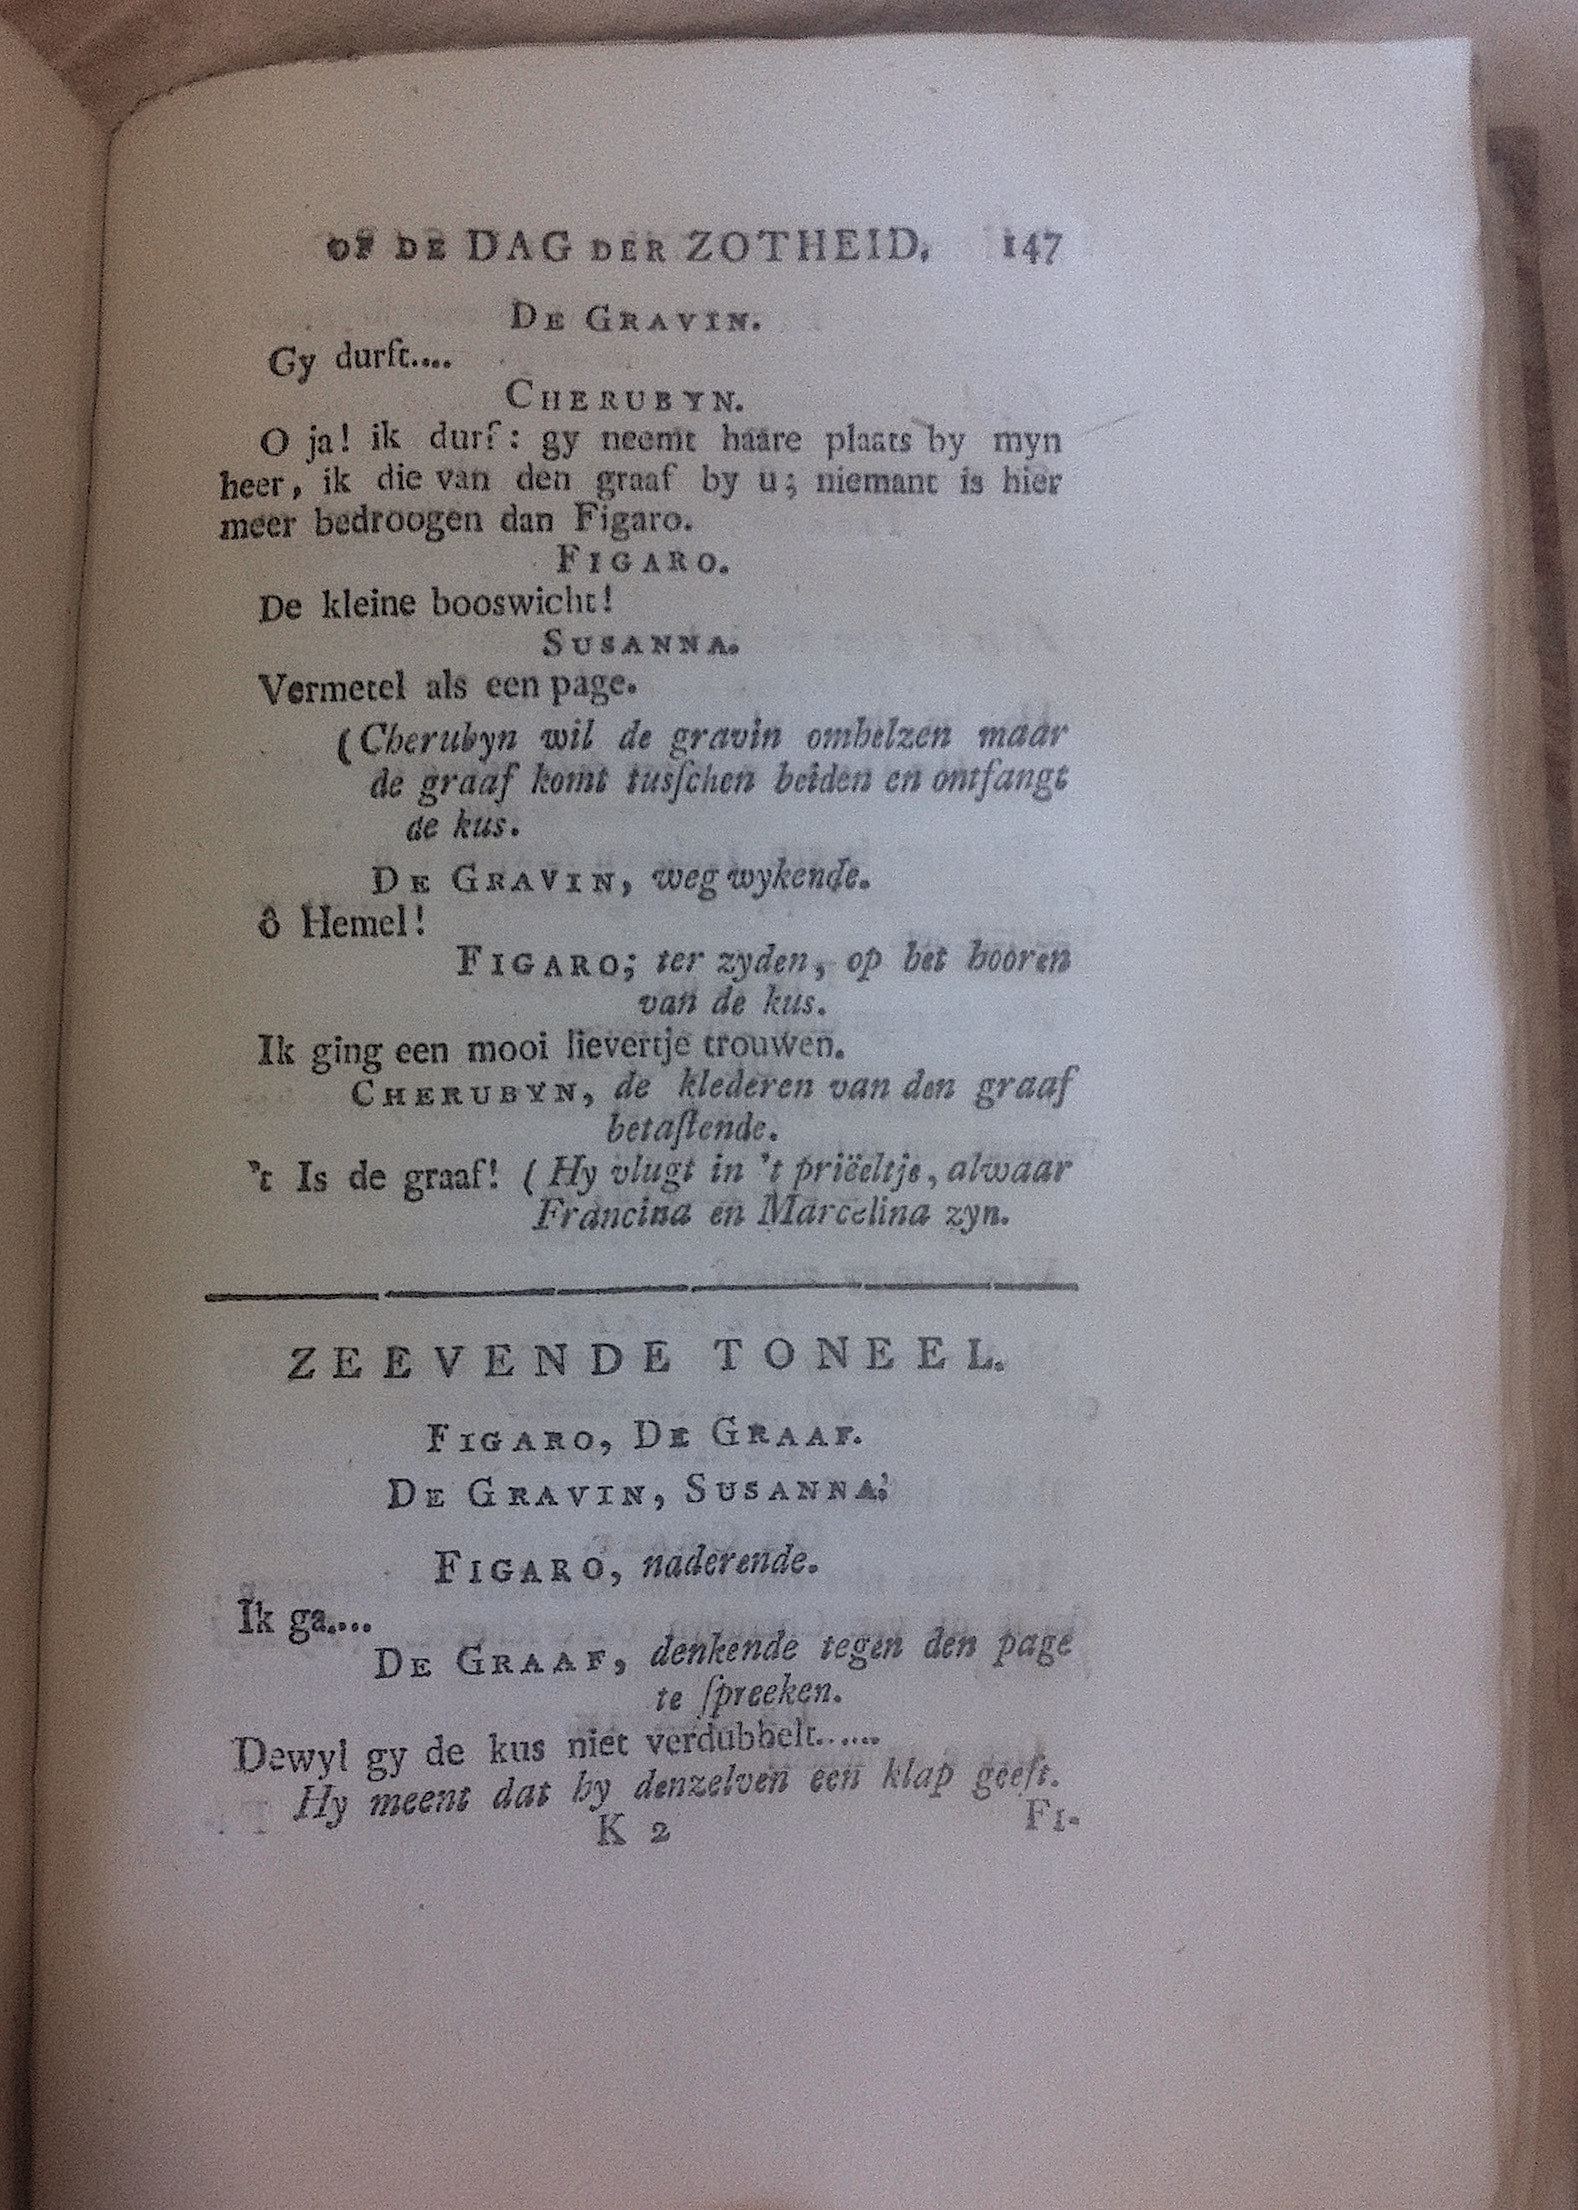 OF DE DAG DER ZOTHEID. 147
DE GRAVIN.
Gy durſt....
CHERUBYN.
O ja! ik durf: gy neemt haare plaats by myn
heer, ik die van den graaf by u; niemant is hier
meer bedroogen dan Figaro.
FIGARO.
De kleine booswicht!
SUSANNA.
Vermetel als een page.
(Cherubyn wil de gravin omhelzen maar
de graaf komt tusſchen beiden en ontfangt
de kus.
DE GRAVIN, weg wykende.
ô Hemel!
FIGARO; ter zyden, op het hooren
van de kus.
Ik ging een mooi lievertje trouwen.
CHERUBYN, de klederen van den graaf
betaſtende.
't Is de graaf! (Hy vlugt in 't priëeltje, alwaar
Francina en Marcelina zyn.
ZEEVENDE TONEEL.
FIGARO, DE GRAAF.
DE GRAVIN, SUSANNA.
FIGARO, naderende.
Ik ga....
DE GRAAF, denkende tegen den page
te ſpreeken.
Dewyl gy de kus niet verdubbelt......
Hy meent dat hy denzelven een klap geeft.
K 2 FI-